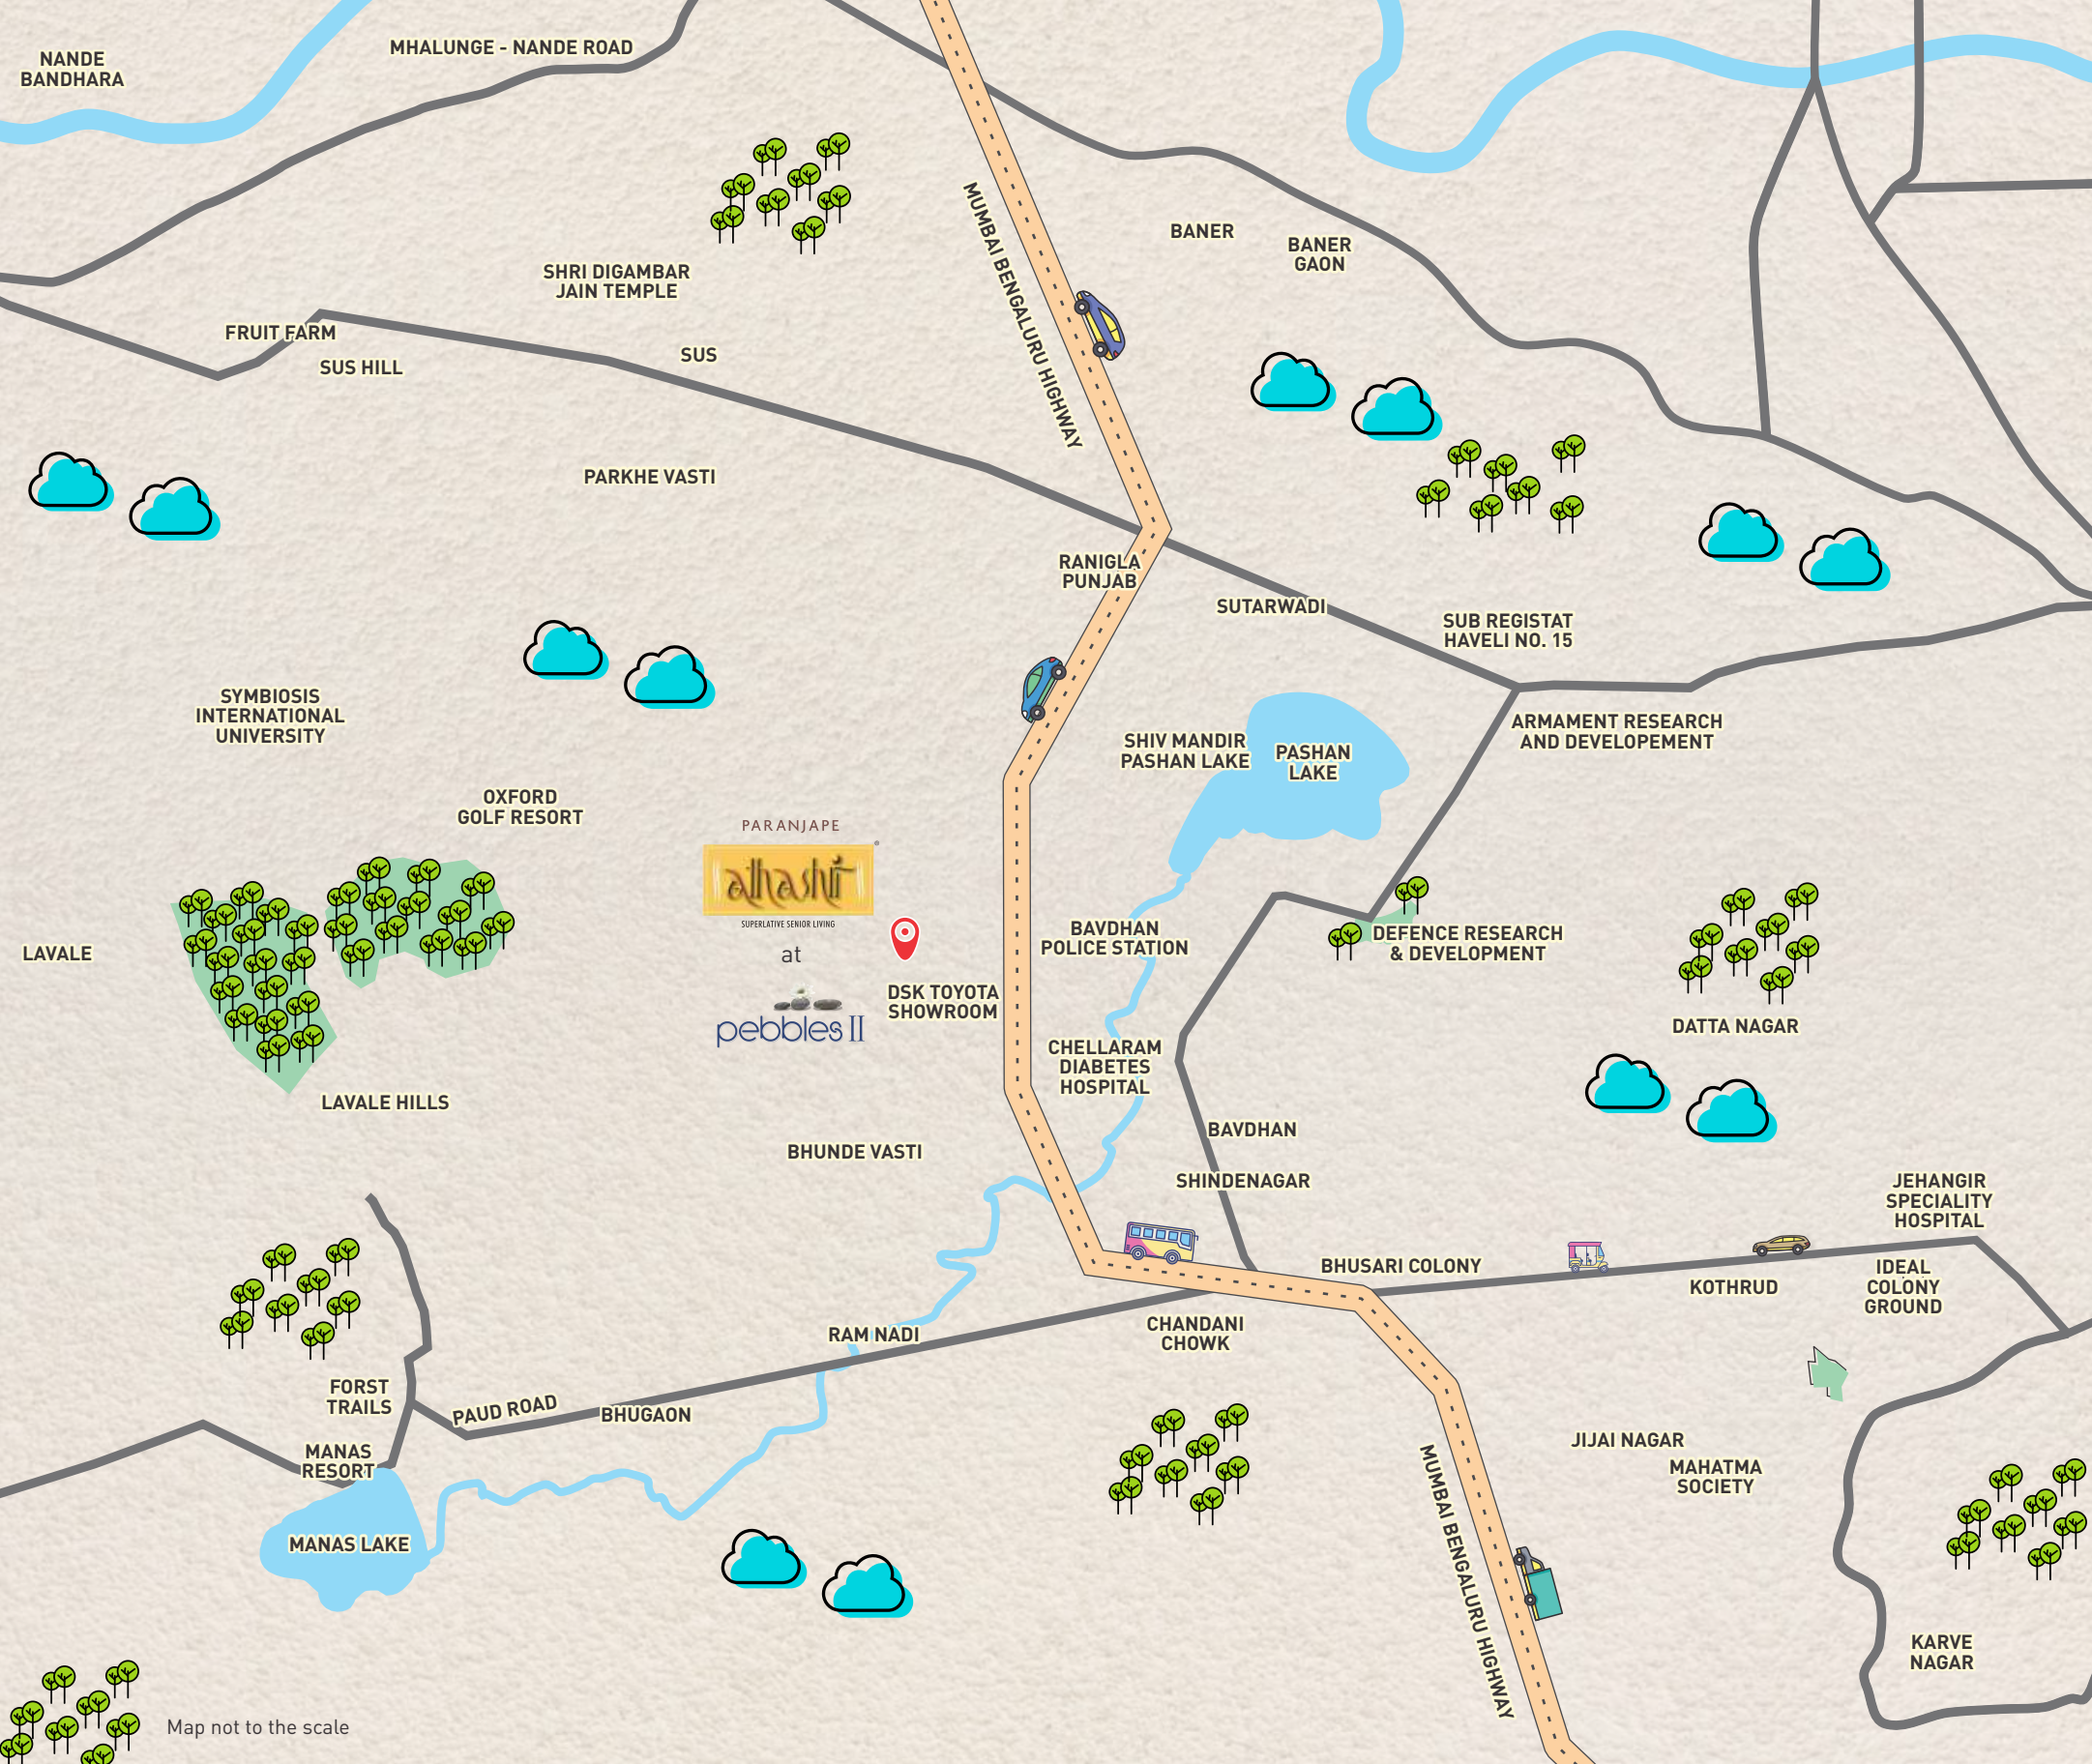 NANDE
BANDHARA
MHALUNGE - NANDE ROAD
MUMBAI BENGALURU HIGHWAY
BANER
BANER
GAON
SHRI DIGAMBAR
JAIN TEMPLE
FRUIT FARM
SUS HILL
SUS
PARKHE VASTI
RANIGLA
PUNJAB
SUTARWADI
SUB REGISTAT
HAVELI NO. 15
SYMBIOSIS
INTERNATIONAL
UNIVERSITY
ARMAMENT RESEARCH
AND DEVELOPEMENT
SHIV MANDIR
PASHAN LAKE
PASHAN
LAKE
OXFORD
GOLF RESORT
PARANJAPE
athashri
SUPERLATIVE SENIOR LIVING
at
pebbles II
LAVALE
BAVDHAN
POLICE STATION
DEFENCE RESEARCH
& DEVELOPMENT
DSK TOYOTA
SHOWROOM
DATTA NAGAR
CHELLARAM
DIABETES
HOSPITAL
LAVALE HILLS
BHUNDE VASTI
BAVDHAN
SHINDENAGAR
JEHANGIR
SPECIALITY
HOSPITAL
BHUSARI COLONY
KOTHRUD
IDEAL
COLONY
GROUND
RAM NADI
CHANDANI
CHOWK
FORST
TRAILS
PAUD ROAD
BHUGAON
MANAS
RESORT
JIJAI NAGAR
MAHATMA
SOCIETY
MUMBAI BENGALURU HIGHWAY
MANAS LAKE
KARVE
NAGAR
Map not to the scale